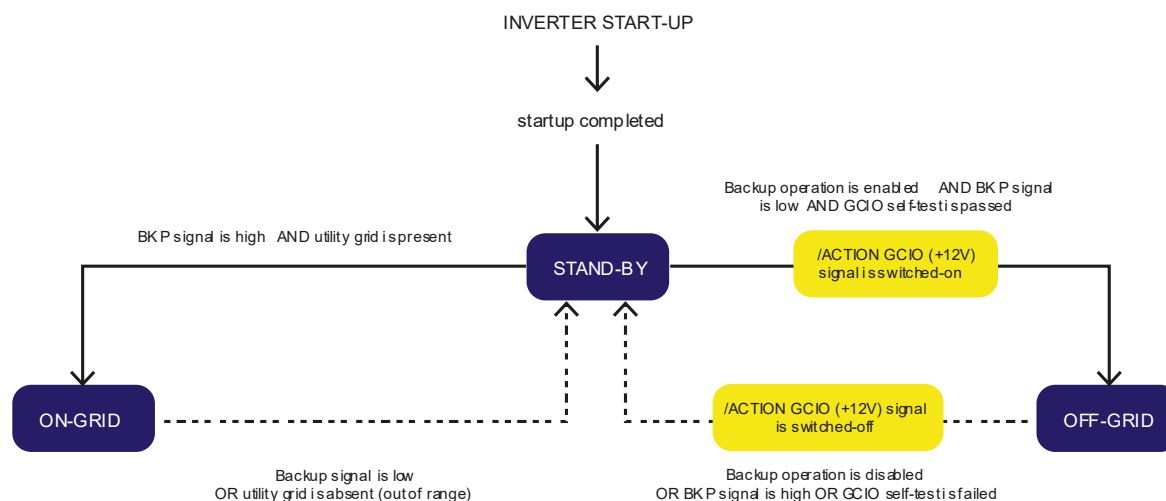 INVERTER START-UP
startup completed
Backup operation is enabled AND BKP signal
is low AND GCIO self-test is passed
BKP signal is high AND utility grid is present
STAND-BY
/ACTION GCIO (+12V)
signal is switched-on
ON-GRID
/ACTION GCIO (+12V) signal
is switched-off
OFF-GRID
Backup signal is low
OR utility grid is absent (out of range)
Backup operation is disabled
OR BKP signal is high OR GCIO self-test is failed